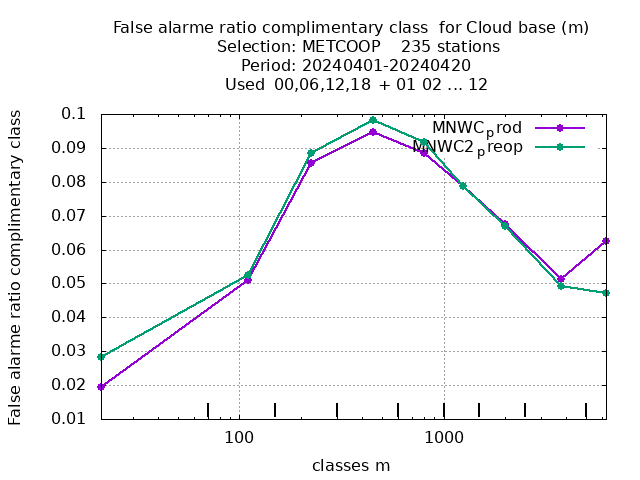 False alarme ratio complimentary class  for Cloud base (m)
Selection: METCOOP    235 stations
Period: 20240401-20240420
Used  00,06,12,18 + 01 02 ... 12
False alarme ratio complimentary class
0.1
0.09
0.08
0.07
0.06
0.05
0.04
0.03
0.02
0.01
MNWCprod
MNWC2preop
100
1000
classes m